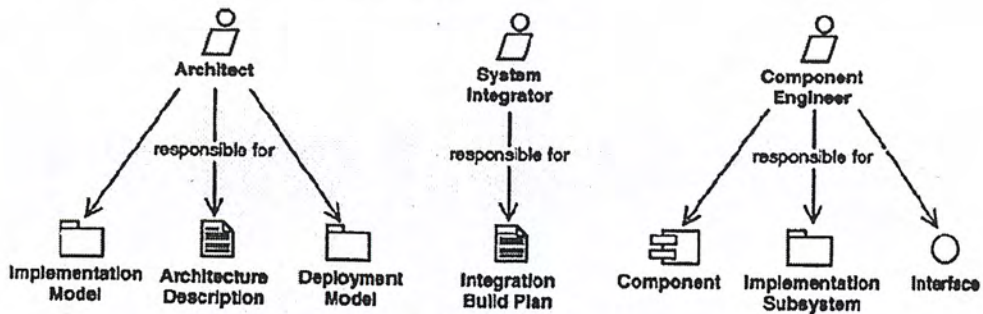 Architect
System
Integrator
Component
Engineer
responsible for
responsible for
responsible for
Implementation
Model
Architecture
Description
Deployment
Model
Integration
Build Plan
Component
Implementation
Subsystem
Interface